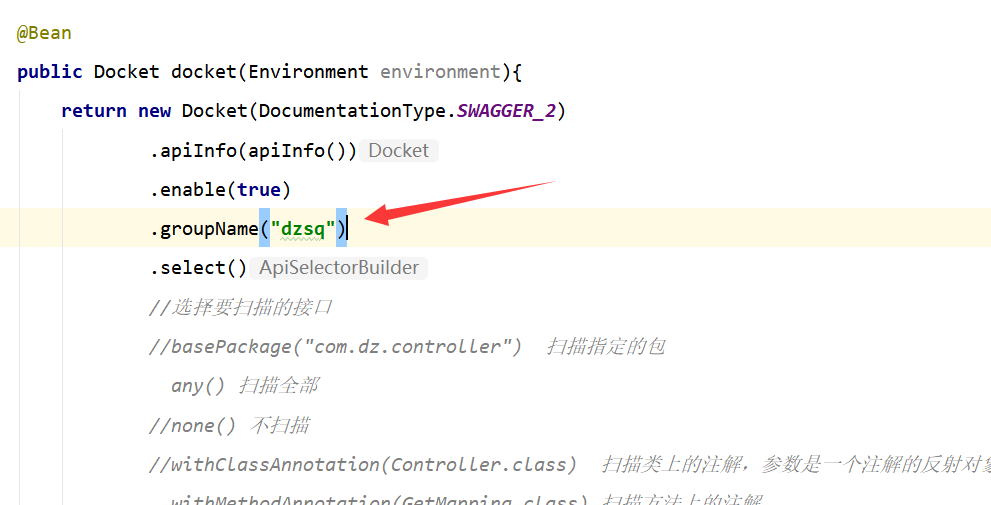 @Bean
public Docket docket(Environment environment){
return new Docket(DocumentationType.SWAGGER_2)
.apiInfo(apiInfo()) Docket
.enable(true)
.groupName("dzsq")
.select() ApiSelectorBuilder
//选择要扫描的接口
//basePackage("com.dz.controller") 扫描指定的包
any() 扫描全部
//none() 不扫描
//withClassAnnotation(Controller.class) 扫描类上的注解，参数是一个注解的反射对象
withMethodAnnotation(GetMapping.class) 扫描方法上的注解